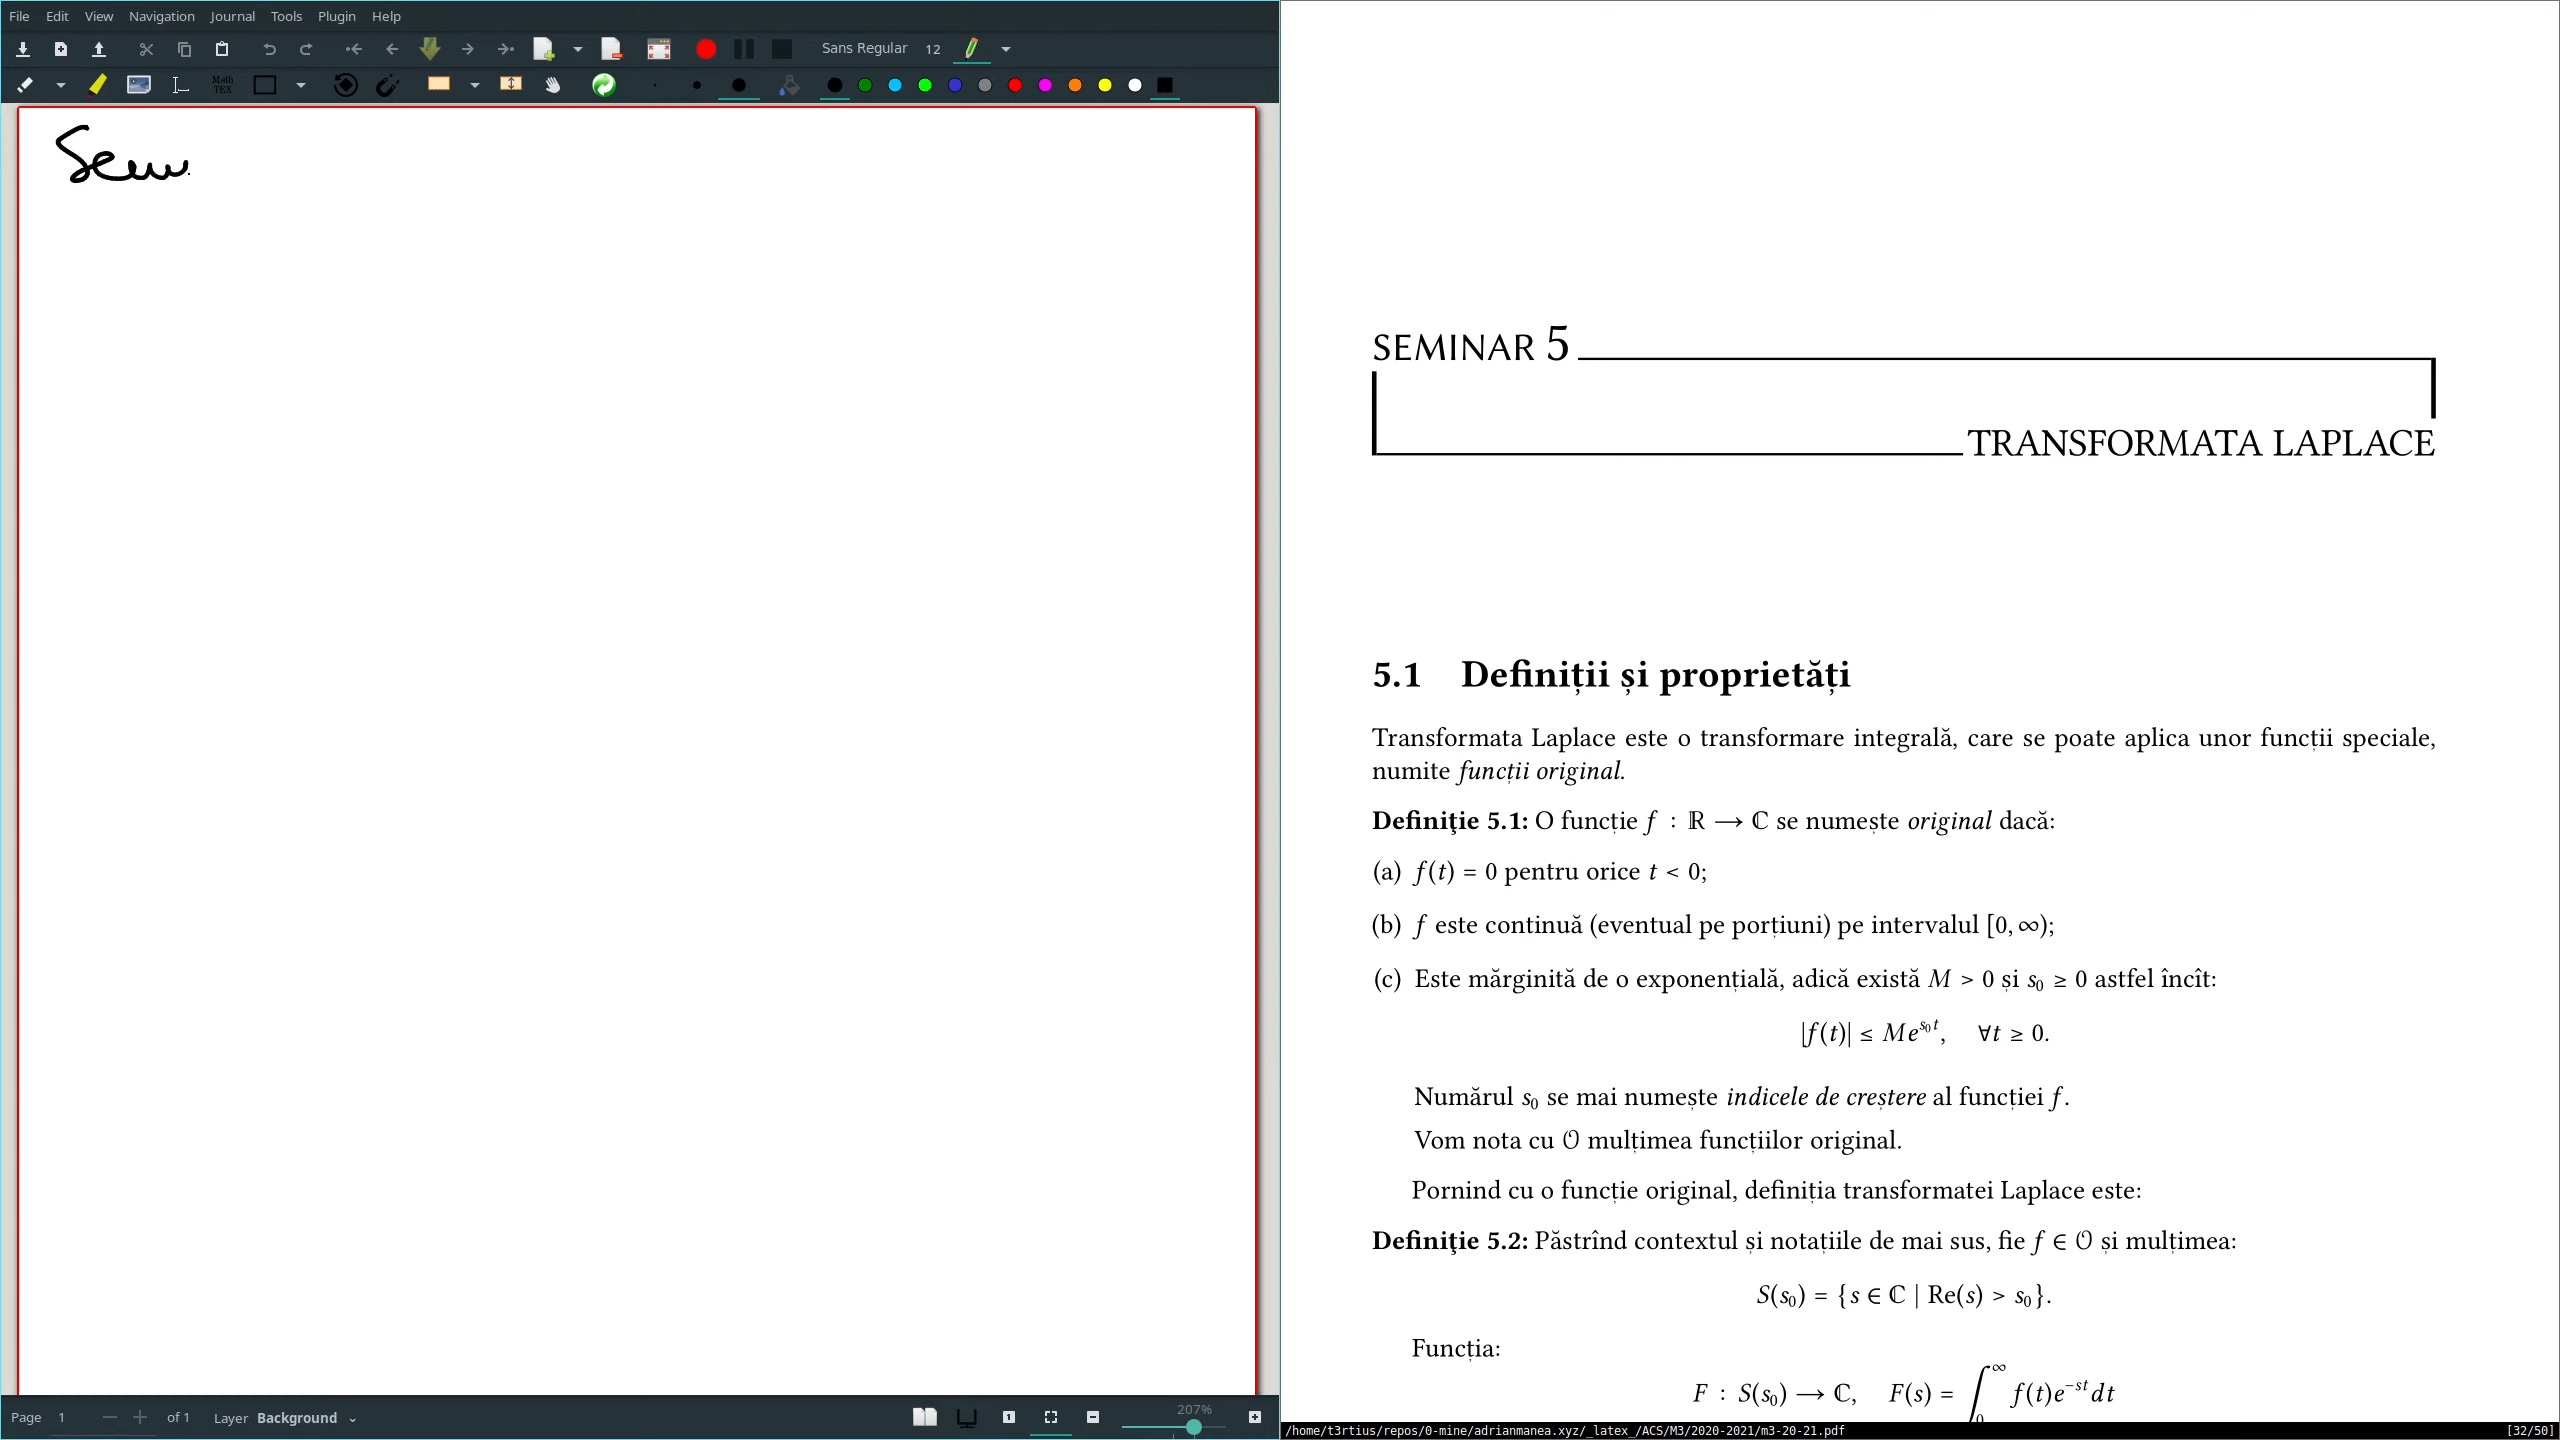 File Edit View Navigation Journal Tools Plugin Help
Sans Regular 12
Math TEX
Sem.
Page 1 of 1 Layer Background 207%
SEMINAR 5
TRANSFORMATA LAPLACE
5.1 Definiții și proprietăți
Transformata Laplace este o transformare integrală, care se poate aplica unor funcții speciale,
numite funcții original.
Definiţie 5.1: O funcție f : ℝ ⟶ ℂ se numește original dacă:
(a) f(t) = 0 pentru orice t < 0;
(b) f este continuă (eventual pe porțiuni) pe intervalul [0, ∞);
(c) Este mărginită de o exponențială, adică există M > 0 și s₀ ≥ 0 astfel încît:
|f(t)| ≤ Me^{s₀t}, ∀t ≥ 0.
Numărul s₀ se mai numește indicele de creștere al funcției f.
Vom nota cu 𝒪 mulțimea funcțiilor original.
Pornind cu o funcție original, definiția transformatei Laplace este:
Definiţie 5.2: Păstrînd contextul și notațiile de mai sus, fie f ∈ 𝒪 și mulțimea:
S(s₀) = {s ∈ ℂ | Re(s) > s₀}.
Funcția:
F : S(s₀) ⟶ ℂ, F(s) = ∫₀^∞ f(t)e^{−st}dt
/home/t3rtius/repos/0-mine/adrianmanea.xyz/_latex_/ACS/M3/2020-2021/m3-20-21.pdf [32/50]